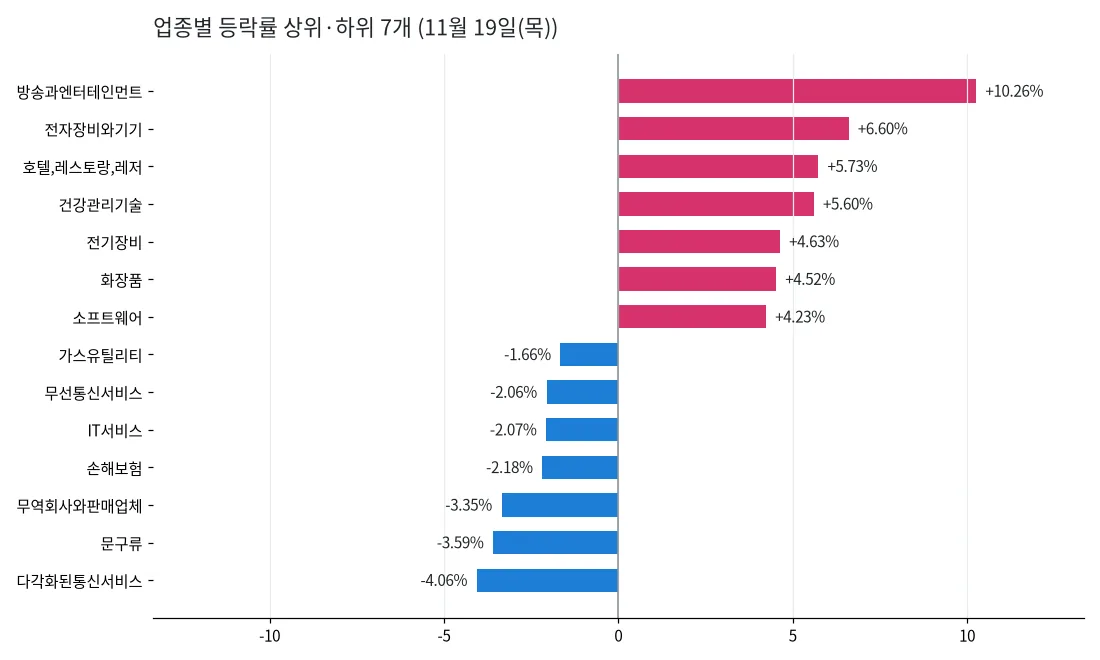 업종별 등락률 상위·하위 7개 (11월 19일(목))
방송과엔터테인먼트 +10.26%
전자장비와기기 +6.60%
호텔,레스토랑,레저 +5.73%
건강관리기술 +5.60%
전기장비 +4.63%
화장품 +4.52%
소프트웨어 +4.23%
가스유틸리티 -1.66%
무선통신서비스 -2.06%
IT서비스 -2.07%
손해보험 -2.18%
무역회사와판매업체 -3.35%
문구류 -3.59%
다각화된통신서비스 -4.06%
-10 -5 0 5 10